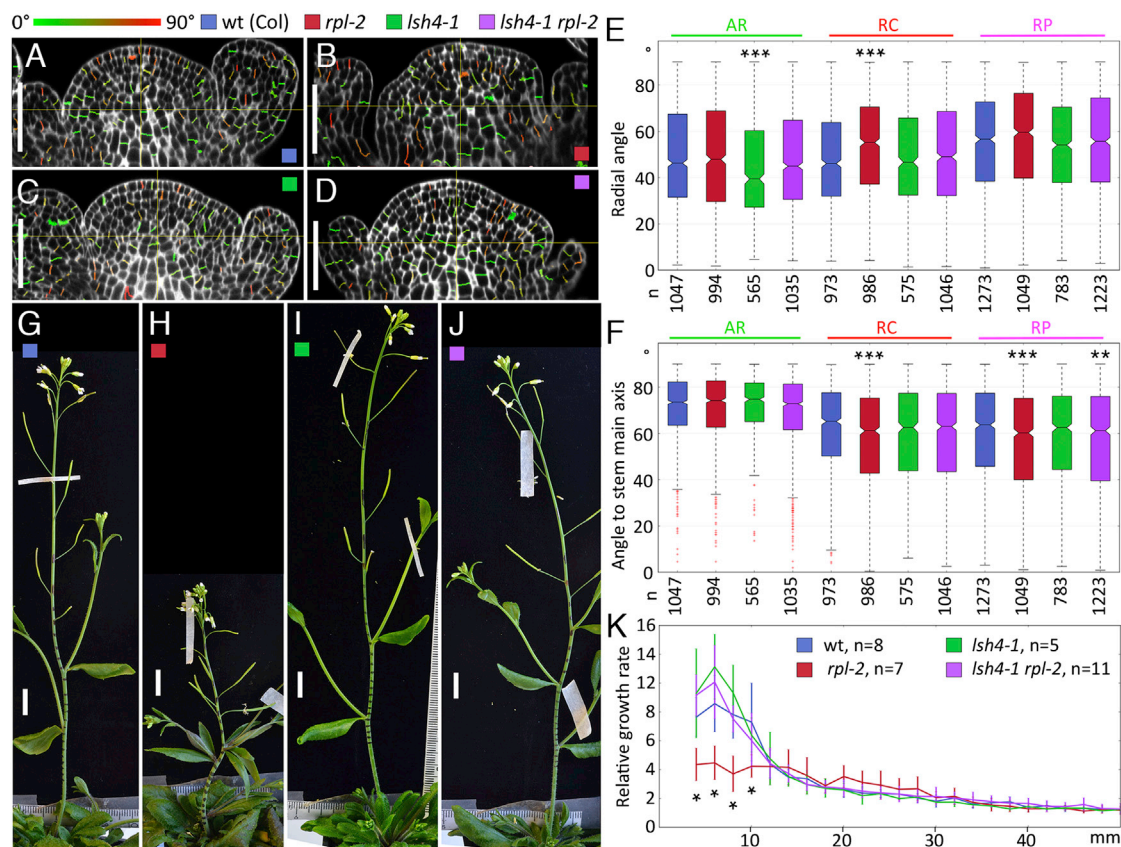 0° 90° wt (Col) rpl-2 lsh4-1 lsh4-1 rpl-2
A B
C D
G H I J
E
AR RC RP
° *** ***
80
60
40
20
0
Radial angle
n 1047 994 565 1035 973 986 575 1046 1273 1049 783 1223
F
AR RC RP
° *** *** **
80
60
40
20
0
Angle to stem main axis
n 1047 994 565 1035 973 986 575 1046 1273 1049 783 1223
K
16
14
12
10
8
6
4
2
0
Relative growth rate
wt, n=8 lsh4-1, n=5
rpl-2, n=7 lsh4-1 rpl-2, n=11
* * * *
10 20 30 40 mm